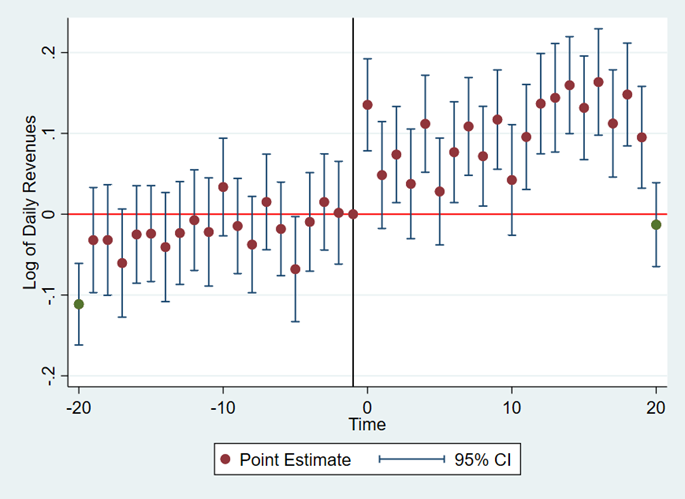 Log of Daily Revenues
.2
.1
0
-.1
-.2
-20
-10
0
10
20
Time
Point Estimate
95% CI